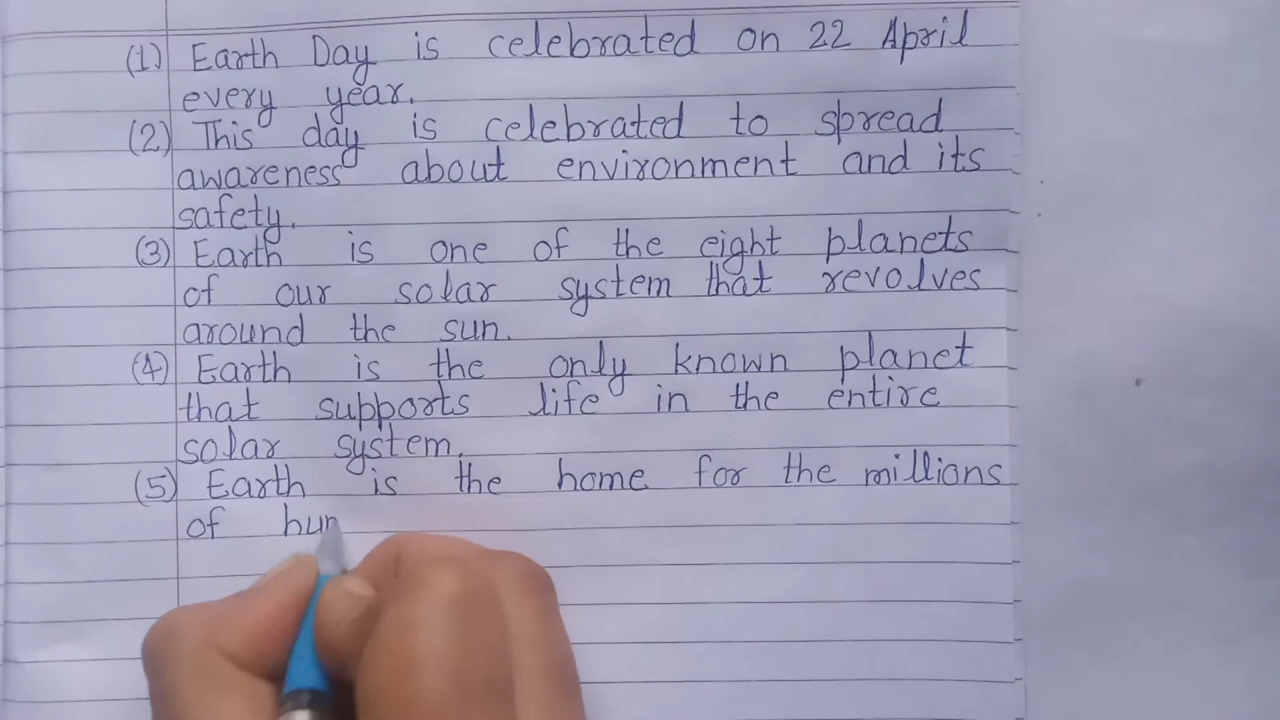 (1) Earth Day is celebrated on 22 April
every year.
(2) This day is celebrated to spread
awareness about environment and its
safety.
(3) Earth is one of the eight planets
of our solar system that revolves
around the sun.
(4) Earth is the only known planet
that supports life in the entire
solar system.
(5) Earth is the home for the millions
of